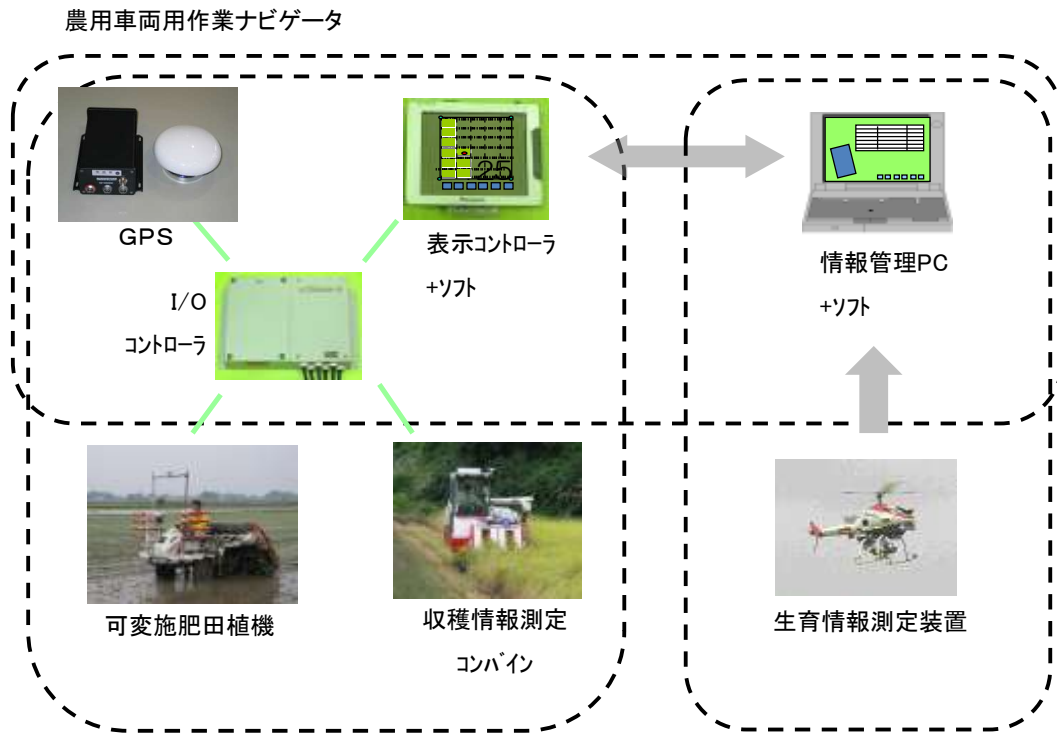 農用車両用作業ナビゲータ
GPS
表示コントローラ
+ソフト
25
情報管理PC
+ソフト
I/O
コントローラ
可変施肥田植機
収穫情報測定
コンバイン
生育情報測定装置